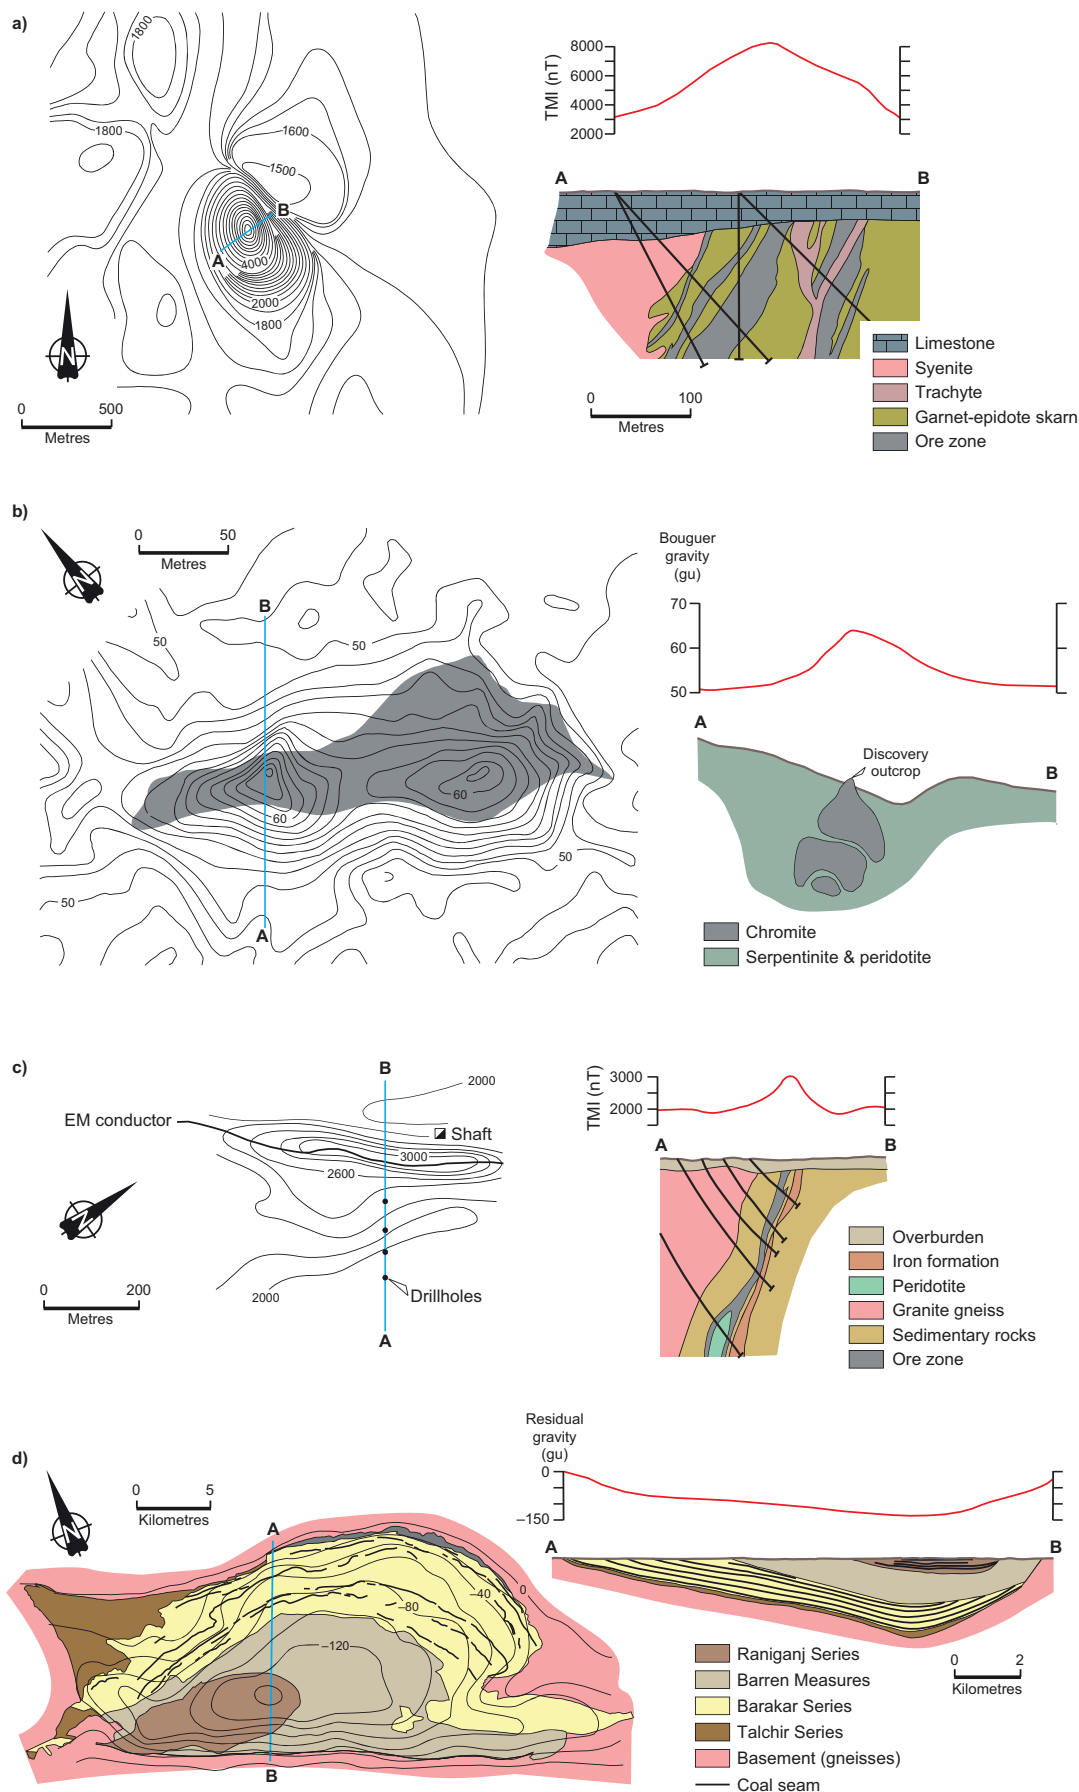 a)
1800
1800
1600
1500
B
A
4000
2000
1800
N
0 500
Metres
TMI (nT)
8000
6000
4000
2000
A B
0 100
Metres
Limestone
Syenite
Trachyte
Garnet-epidote skarn
Ore zone
b)
N
0 50
Metres
B
50
50
60
60
50
50
A
Bouguer
gravity
(gu)
70
60
50
A
Discovery
outcrop
B
Chromite
Serpentinite & peridotite
c)
B
2000
EM conductor
Shaft
3000
2600
N
0 200
Metres
2000
Drillholes
A
TMI (nT)
3000
2000
A B
Overburden
Iron formation
Peridotite
Granite gneiss
Sedimentary rocks
Ore zone
d)
N
0 5
Kilometres
A
0
–40
–80
–120
B
Residual
gravity
(gu)
0
–150
A B
0 2
Kilometres
Raniganj Series
Barren Measures
Barakar Series
Talchir Series
Basement (gneisses)
Coal seam